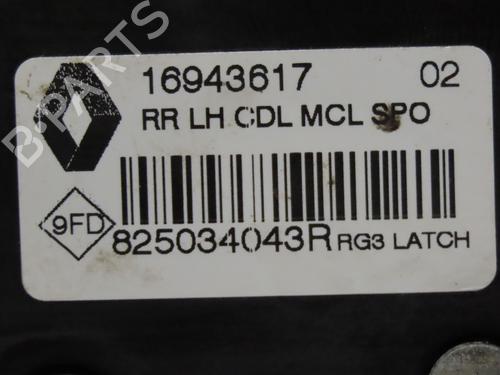 B-PARTS
16943617 02
RR LH CDL MCL SPO
9FD
825034043R RG3 LATCH